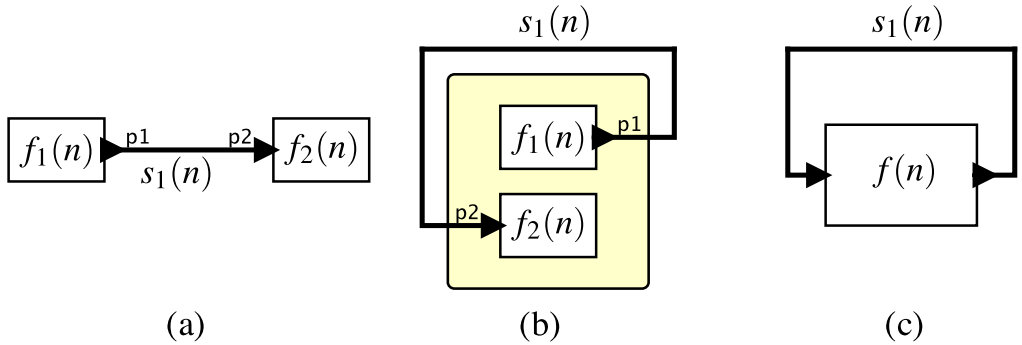 s₁(n)
s₁(n)
f₁(n)
p1
p2
f₂(n)
s₁(n)
f₁(n)
p1
p2
f₂(n)
f(n)
(a)
(b)
(c)